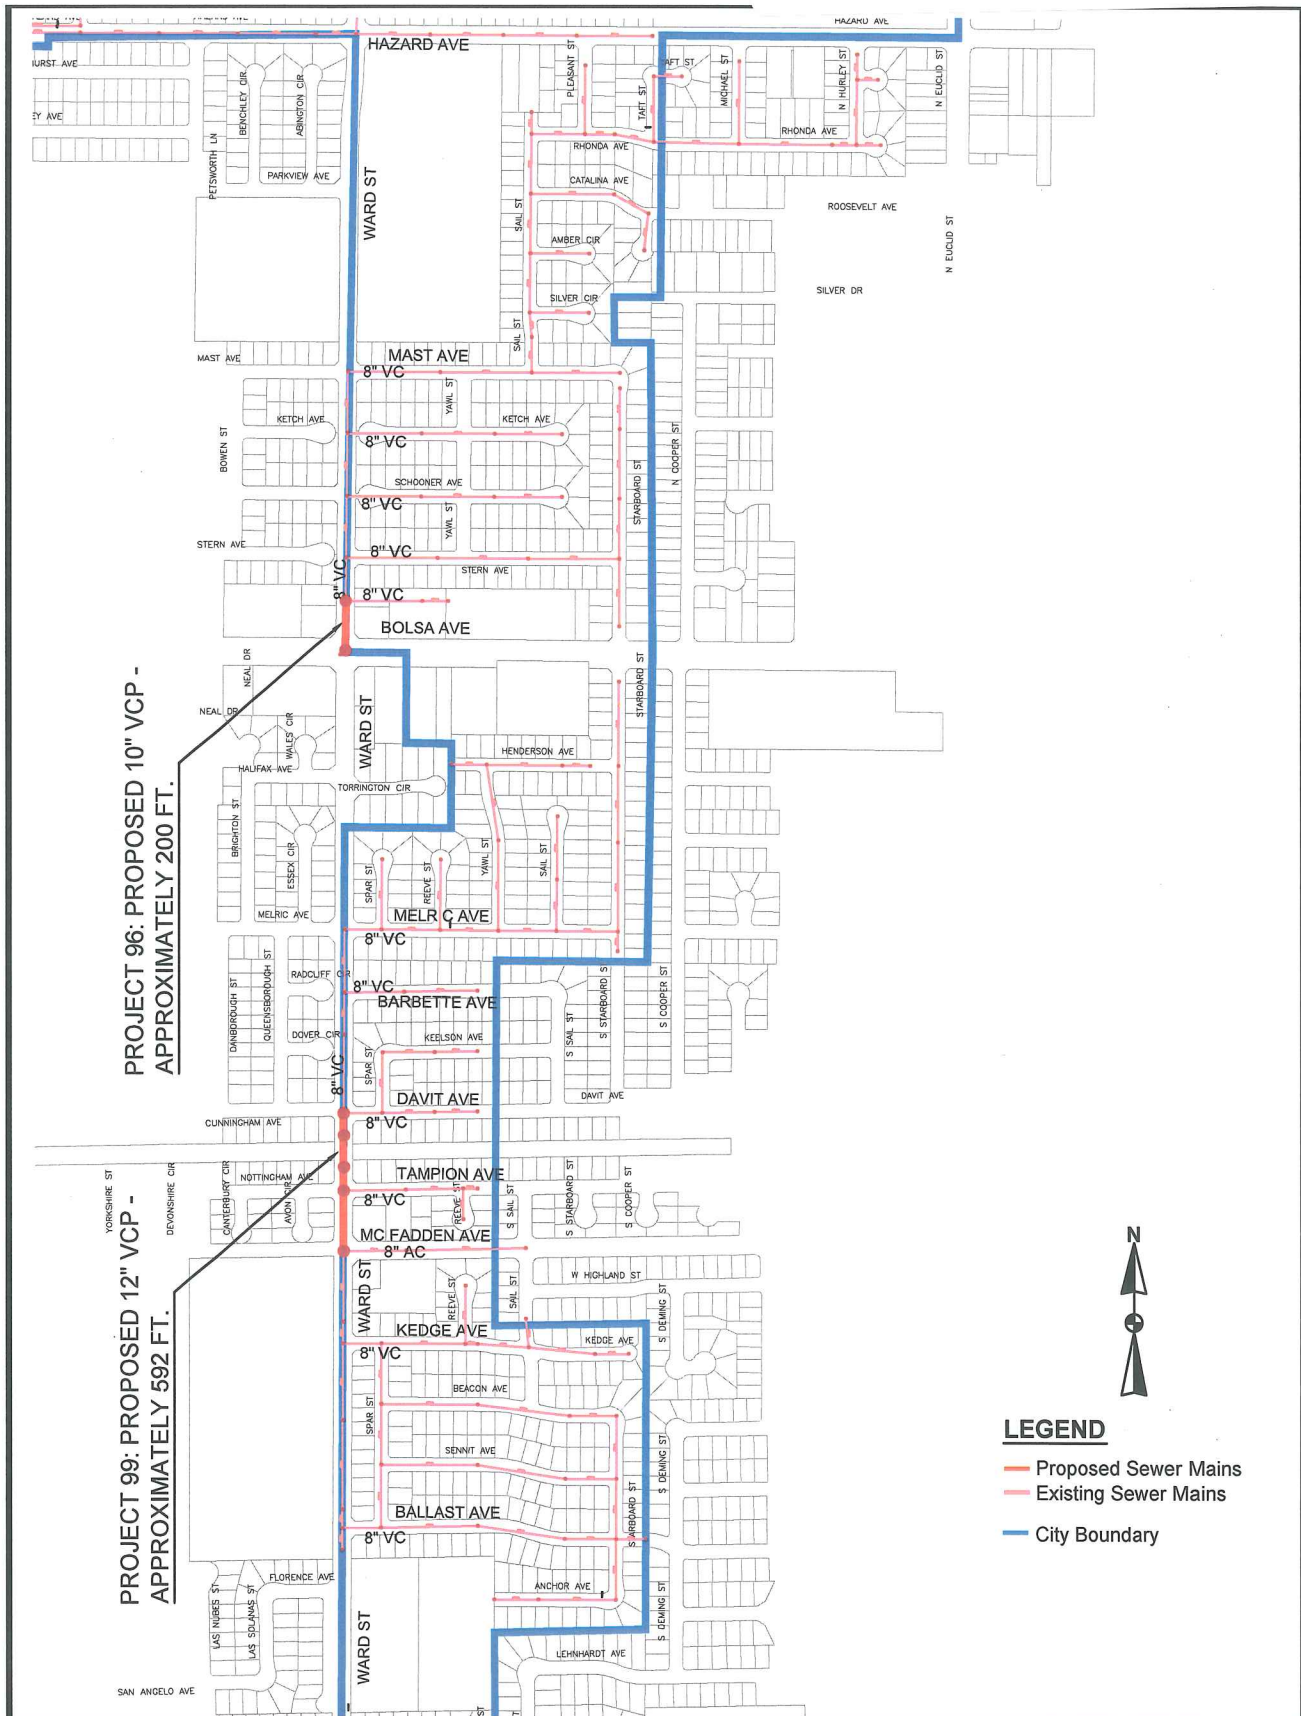 HAZARD AVE
HAZARD AVE
EY AVE
BENCHLEY CIR
ABINGTON CIR
PETSWORTH LN
PARKVIEW AVE
WARD ST
PLEASANT ST
TAFT ST
MICHAEL ST
N HURLEY ST
N EUCLID ST
RHONDA AVE
RHONDA AVE
CATALINA AVE
SAIL ST
AMBER CIR
ROOSEVELT AVE
N EUCLID ST
SILVER CIR
SILVER DR
SAIL ST
MAST AVE
MAST AVE
8" VC
KETCH AVE
YAWL ST
KETCH AVE
BOWEN ST
8" VC
N COOPER ST
SCHOONER AVE
STARBOARD ST
8" VC
YAWL ST
STERN AVE
8" VC
STERN AVE
8" VC
8" VC
BOLSA AVE
PROJECT 96: PROPOSED 10" VCP -
APPROXIMATELY 200 FT.
NEAL DR
NEAL DR
WALES CIR
HALIFAX AVE
WARD ST
STARBOARD ST
HENDERSON AVE
TORRINGTON CIR
BRIGHTON ST
ESSEX CIR
SPAR ST
REEVE ST
YAWL ST
SAIL ST
MELRIC AVE
MELRIC AVE
8" VC
DANBOROUGH ST
QUEENSBOROUGH ST
RADCLIFF CIR
8" VC
BARBETTE AVE
DOVER CIR
KEELSON AVE
S SAIL ST
S STARBOARD S
S COOPER ST
8" VC
SPAR ST
DAVIT AVE
DAVIT AVE
CUNNINGHAM AVE
8" VC
YORKSHIRE ST
DEVONSHIRE CIR
CANTERBURY CIR
NOTTINGHAM AVE
AVON CIR
TAMPION AVE
8" VC
REEVE ST
S SAIL ST
S STARBOARD ST
S COOPER ST
MC FADDEN AVE
8" AC
PROJECT 99: PROPOSED 12" VCP -
APPROXIMATELY 592 FT.
WARD ST
REEVE ST
SAIL ST
W HIGHLAND ST
S DEMING ST
KEDGE AVE
KEDGE AVE
8" VC
BEACON AVE
SPAR ST
SENNIT AVE
S DEMING ST
BALLAST AVE
STARBOARD ST
8" VC
FLORENCE AVE
ANCHOR AVE
LAS NUBES ST
LAS SOLANAS ST
S DEMING ST
WARD ST
LEHNHARDT AVE
SAN ANGELO AVE
ST
ST
N
LEGEND
Proposed Sewer Mains
Existing Sewer Mains
City Boundary